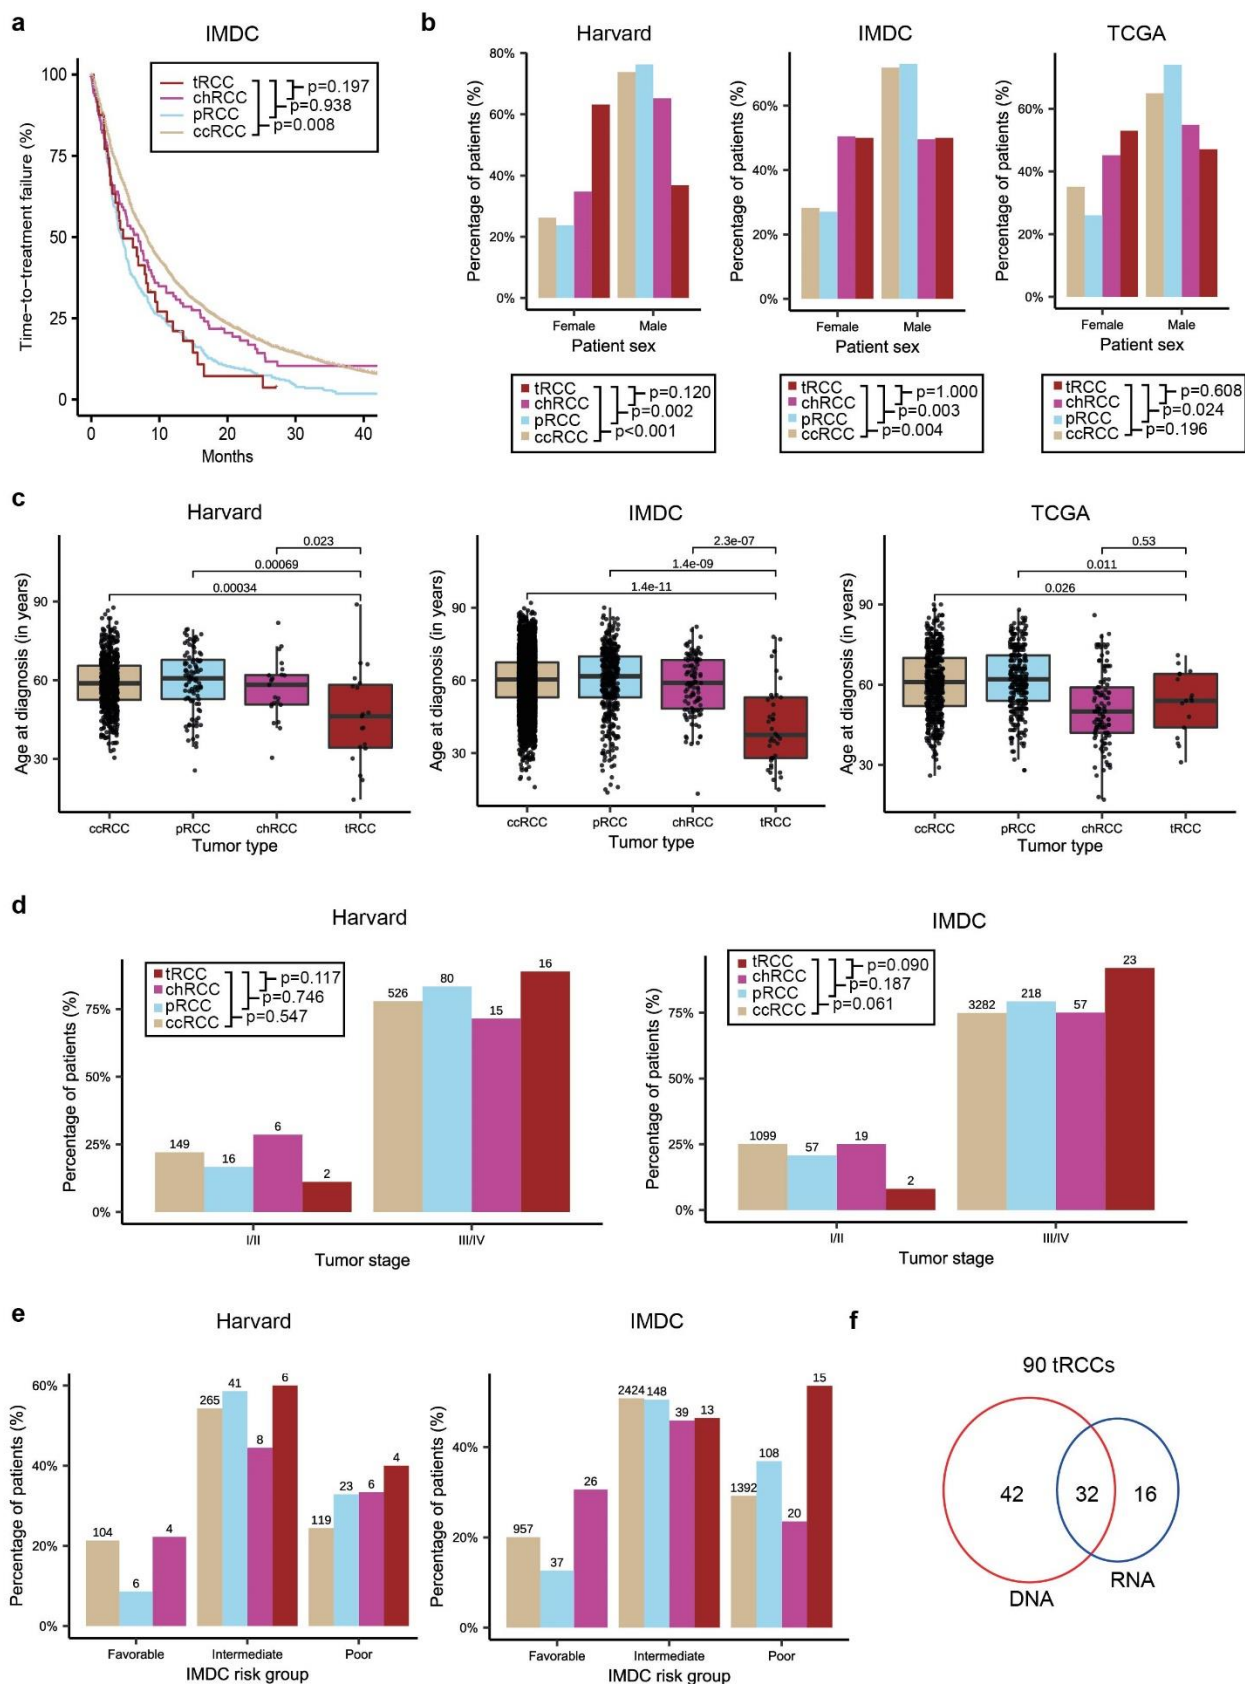 a
IMDC
100
75
50
25
0
Time−to−treatment failure (%)
0 10 20 30 40
Months
tRCC
chRCC
pRCC
ccRCC
p=0.197
p=0.938
p=0.008
b
Harvard
80%
60%
40%
20%
0%
Percentage of patients (%)
Female Male
Patient sex
tRCC
chRCC
pRCC
ccRCC
p=0.120
p=0.002
p<0.001
IMDC
60%
40%
20%
0%
Percentage of patients (%)
Female Male
Patient sex
tRCC
chRCC
pRCC
ccRCC
p=1.000
p=0.003
p=0.004
TCGA
60%
40%
20%
0%
Percentage of patients (%)
Female Male
Patient sex
tRCC
chRCC
pRCC
ccRCC
p=0.608
p=0.024
p=0.196
c
Harvard
0.023
0.00069
0.00034
90
60
30
Age at diagnosis (in years)
ccRCC pRCC chRCC tRCC
Tumor type
IMDC
2.3e-07
1.4e-09
1.4e-11
90
60
30
Age at diagnosis (in years)
ccRCC pRCC chRCC tRCC
Tumor type
TCGA
0.53
0.011
0.026
90
60
30
Age at diagnosis (in years)
ccRCC pRCC chRCC tRCC
Tumor type
d
Harvard
tRCC
chRCC
pRCC
ccRCC
p=0.117
p=0.746
p=0.547
75%
50%
25%
0%
Percentage of patients (%)
149 16 6 2
526 80 15 16
I/II III/IV
Tumor stage
IMDC
tRCC
chRCC
pRCC
ccRCC
p=0.090
p=0.187
p=0.061
75%
50%
25%
0%
Percentage of patients (%)
1099 57 19 2
3282 218 57 23
I/II III/IV
Tumor stage
e
Harvard
60%
40%
20%
0%
Percentage of patients (%)
104 6 4
265 41 8 6
119 23 6 4
Favorable Intermediate Poor
IMDC risk group
IMDC
40%
20%
0%
Percentage of patients (%)
957 37 26
2424 148 39 13
1392 108 20 15
Favorable Intermediate Poor
IMDC risk group
f
90 tRCCs
42 32 16
DNA
RNA